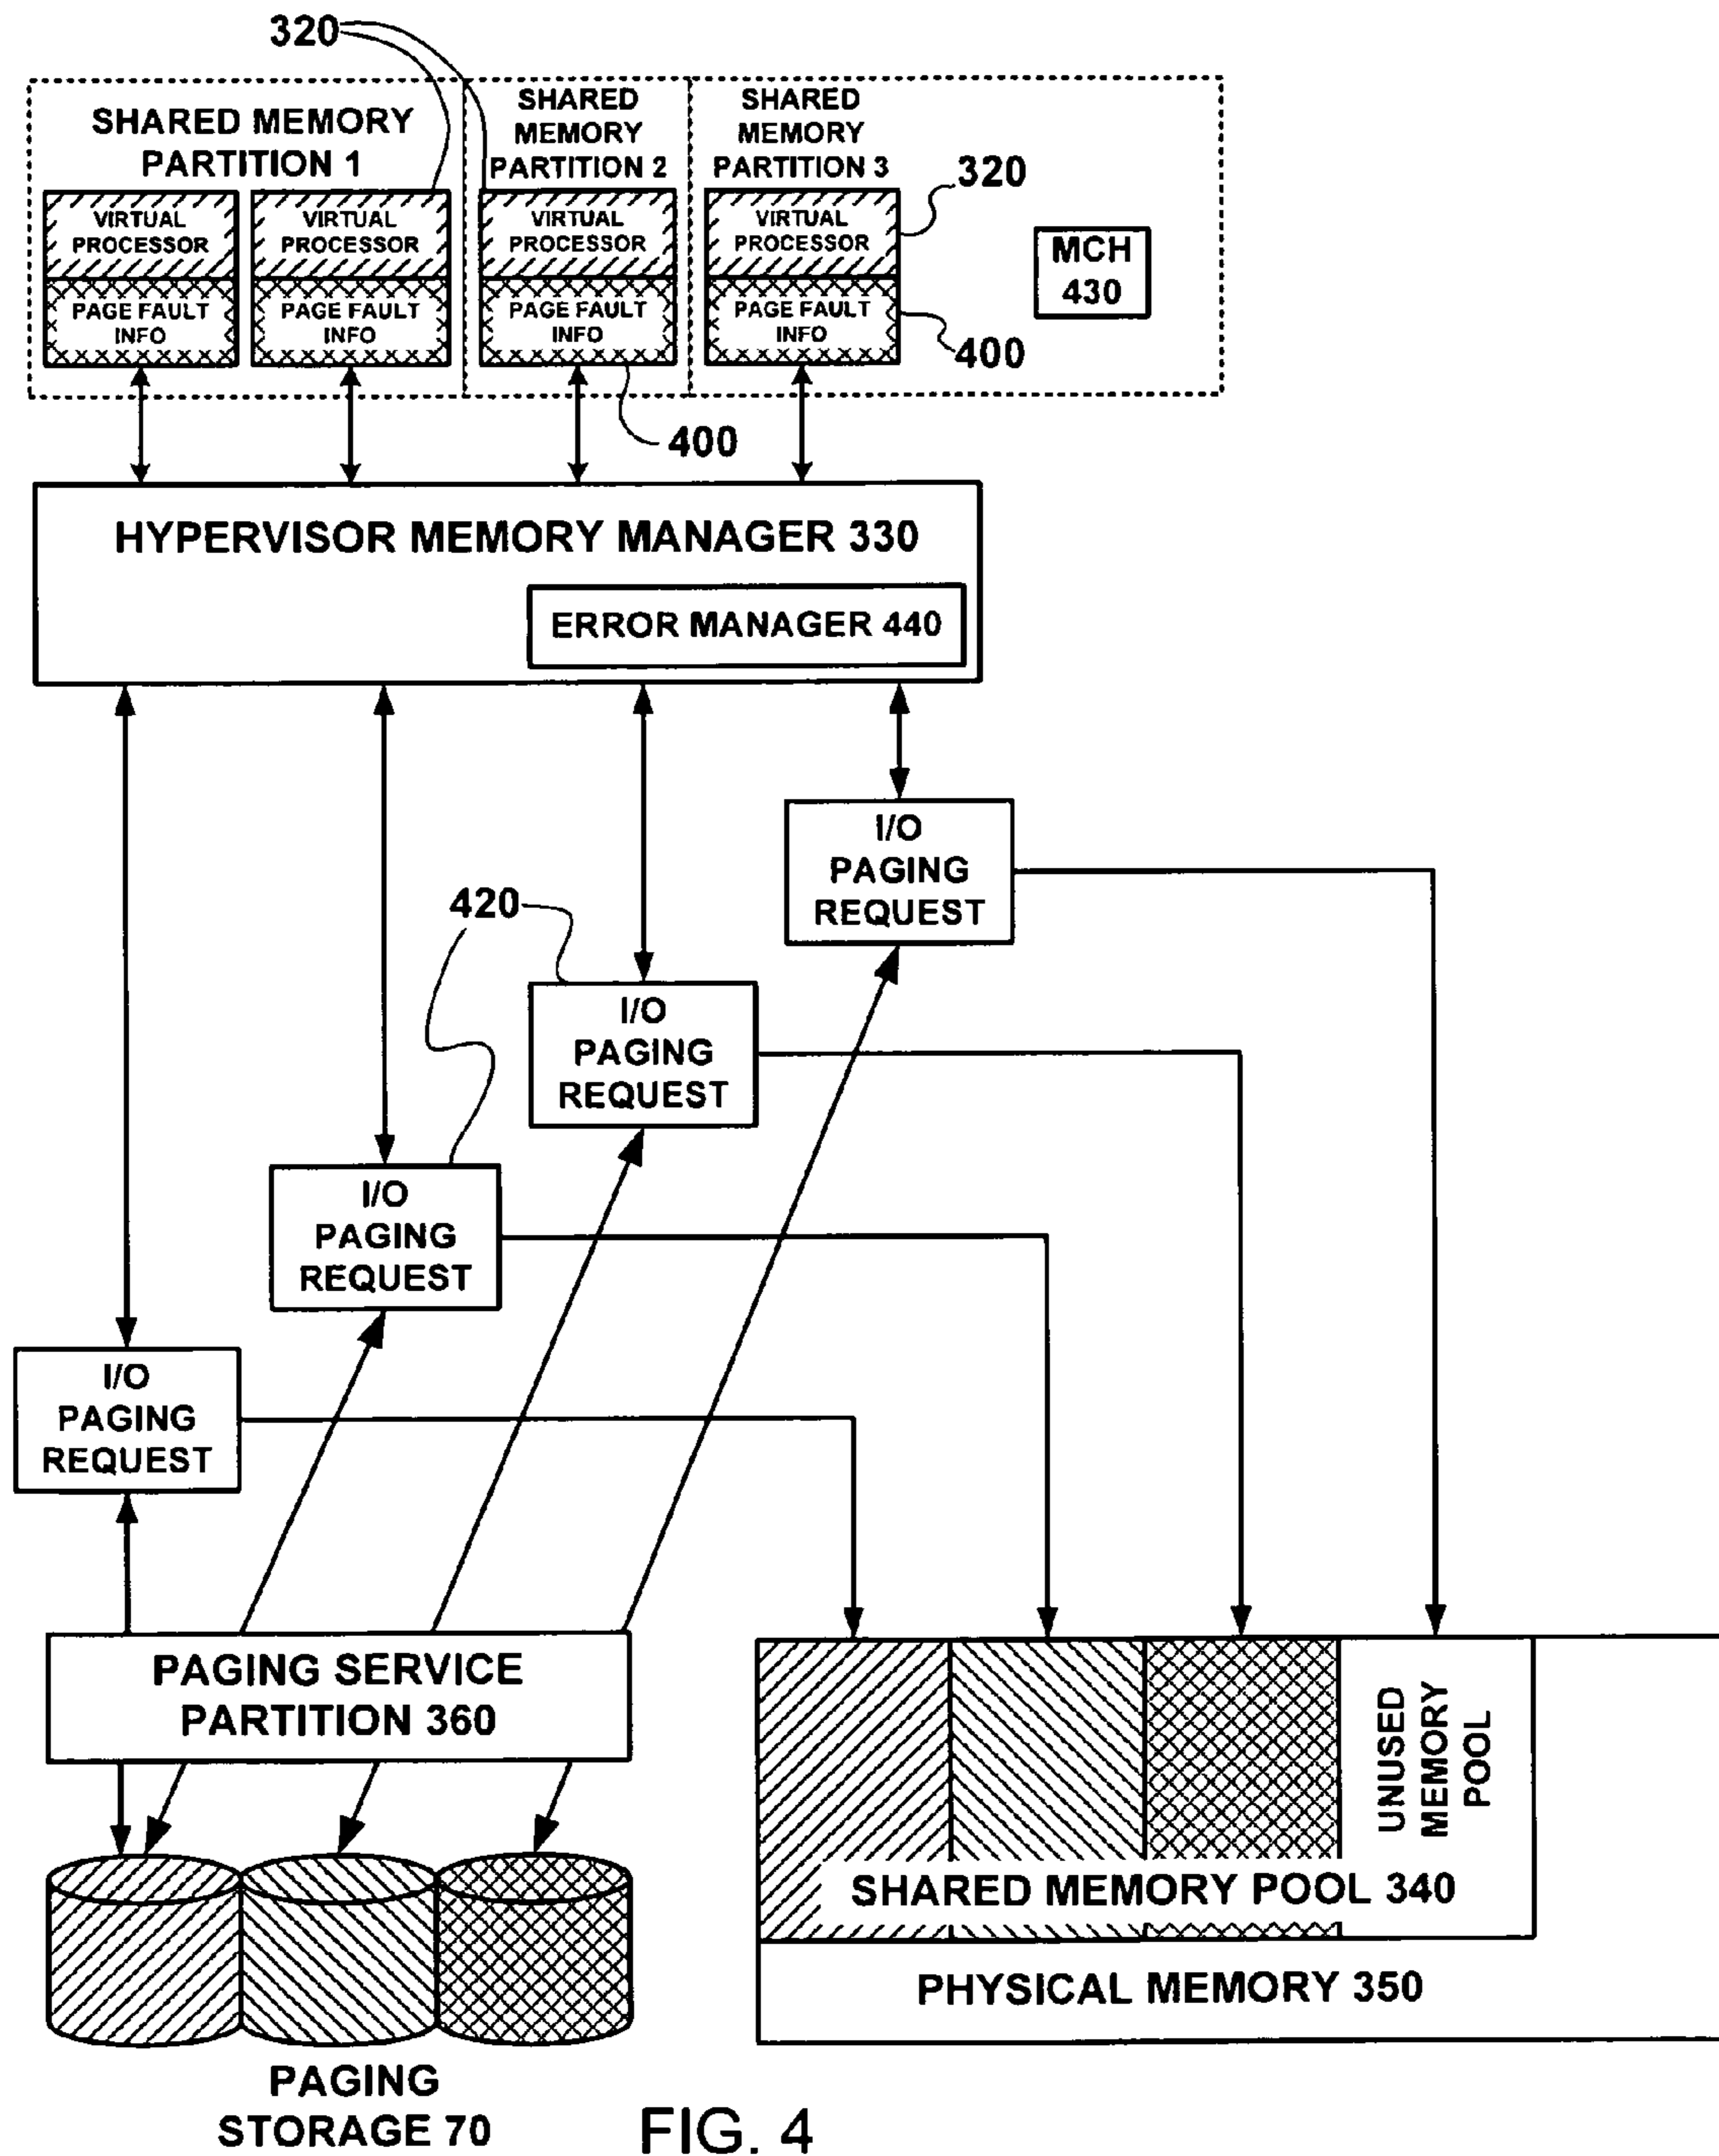 320
SHARED MEMORY
PARTITION 1
SHARED
MEMORY
PARTITION 2
SHARED
MEMORY
PARTITION 3
320
VIRTUAL
PROCESSOR
VIRTUAL
PROCESSOR
VIRTUAL
PROCESSOR
VIRTUAL
PROCESSOR
MCH
430
PAGE FAULT
INFO
PAGE FAULT
INFO
PAGE FAULT
INFO
PAGE FAULT
INFO
400
400
HYPERVISOR MEMORY MANAGER 330
ERROR MANAGER 440
I/O
PAGING
REQUEST
420
I/O
PAGING
REQUEST
I/O
PAGING
REQUEST
I/O
PAGING
REQUEST
PAGING SERVICE
PARTITION 360
UNUSED
MEMORY
POOL
SHARED MEMORY POOL 340
PHYSICAL MEMORY 350
PAGING
STORAGE 70
FIG. 4